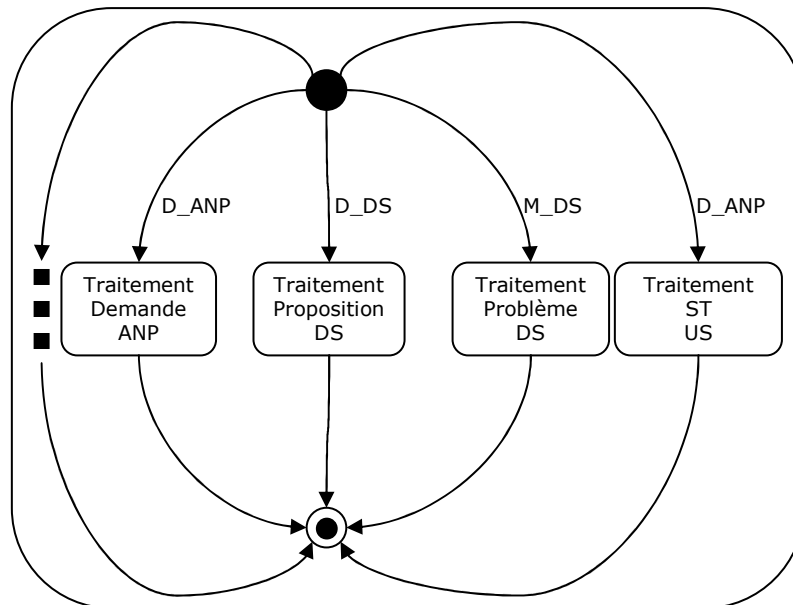 D_ANP
D_DS
M_DS
D_ANP
Traitement
Demande
ANP
Traitement
Proposition
DS
Traitement
Problème
DS
Traitement
ST
US